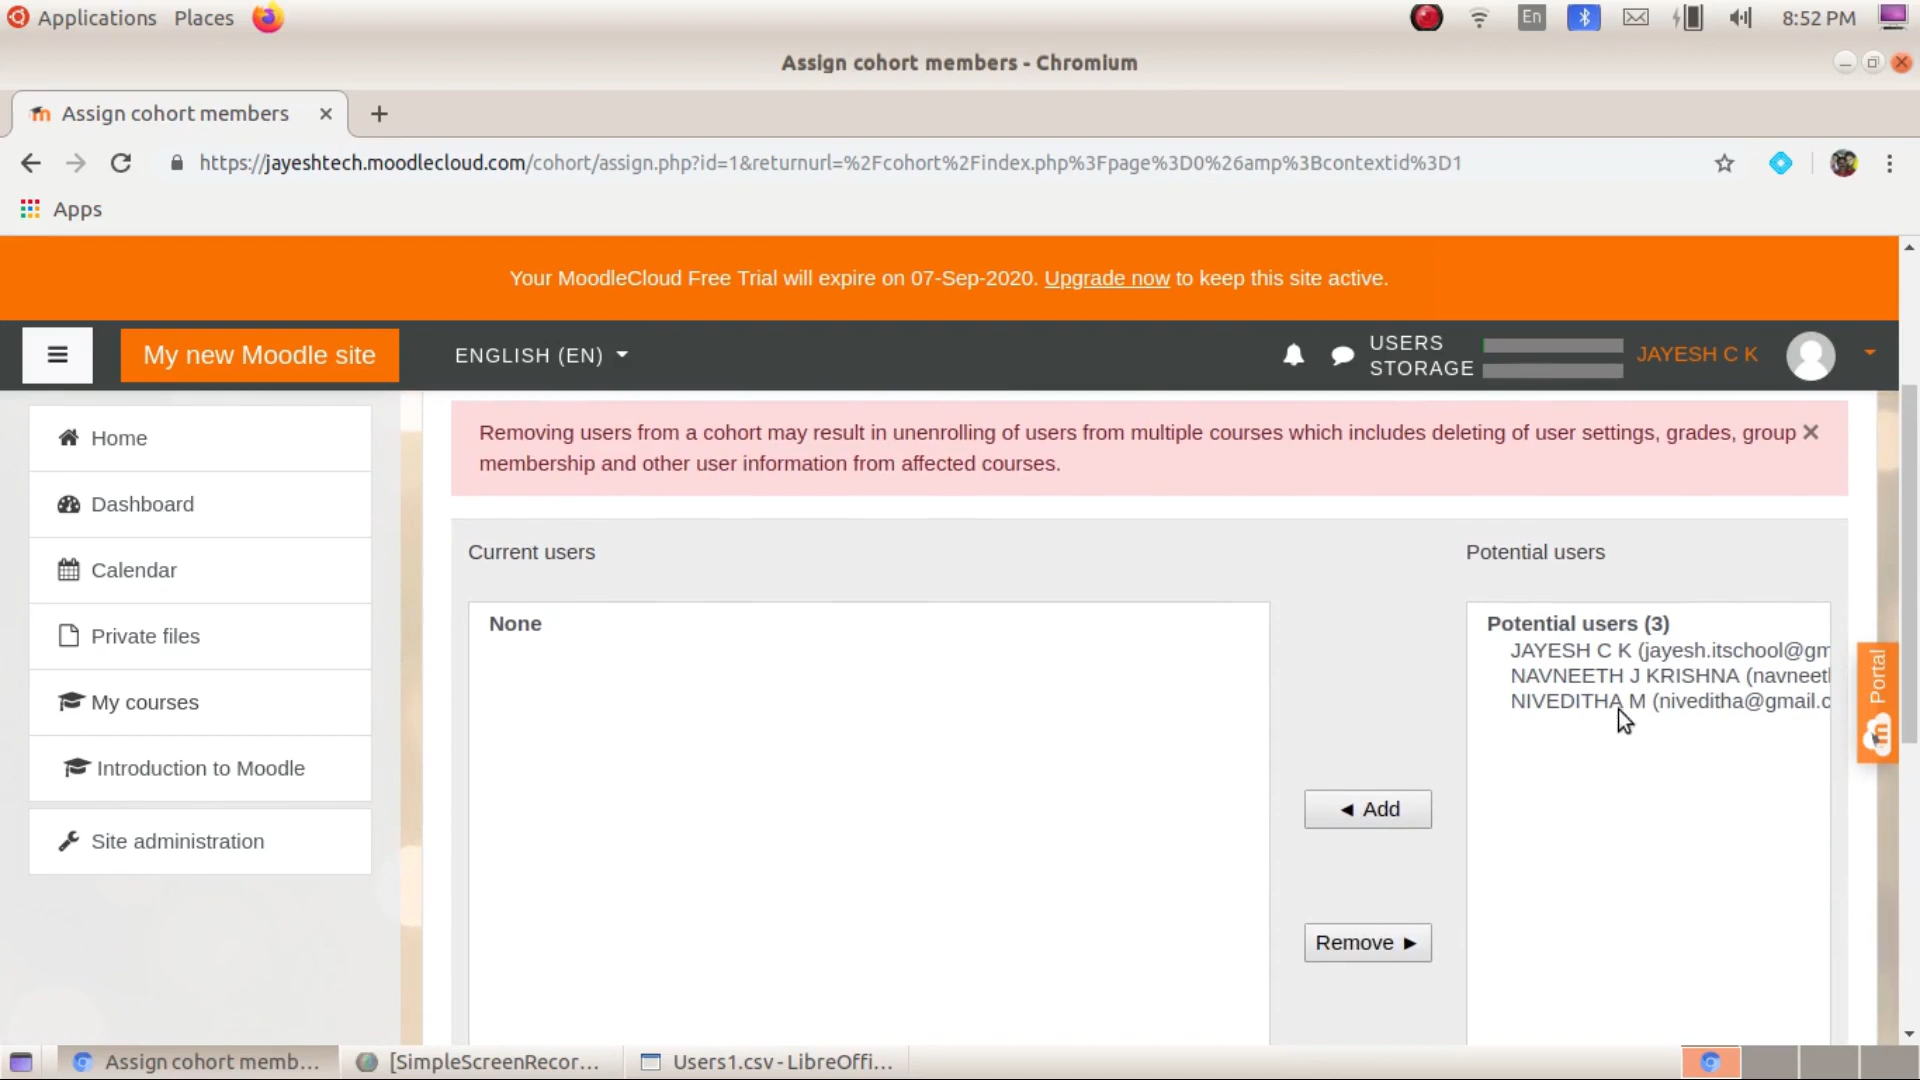 Applications Places
En
8:52 PM
Assign cohort members - Chromium
Assign cohort members
https://jayeshtech.moodlecloud.com/cohort/assign.php?id=1&returnurl=%2Fcohort%2Findex.php%3Fpage%3D0%26amp%3Bcontextid%3D1
Apps
Your MoodleCloud Free Trial will expire on 07-Sep-2020. Upgrade now to keep this site active.
My new Moodle site
ENGLISH (EN)
USERS
STORAGE
JAYESH C K
Home
Dashboard
Calendar
Private files
My courses
Introduction to Moodle
Site administration
Removing users from a cohort may result in unenrolling of users from multiple courses which includes deleting of user settings, grades, group
membership and other user information from affected courses.
Current users
None
◄ Add
Remove ►
Potential users
Potential users (3)
JAYESH C K (jayesh.itschool@gm
NAVNEETH J KRISHNA (navneeth
NIVEDITHA M (niveditha@gmail.c
Portal
Assign cohort memb...
[SimpleScreenRecor...
Users1.csv - LibreOffi...